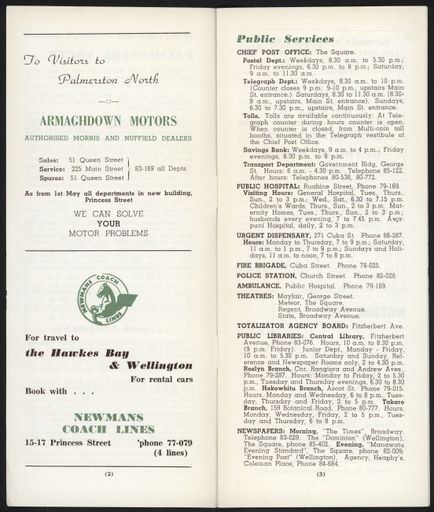 To Visitors to
Palmerston North
ARMAGHDOWN MOTORS
AUTHORISED MORRIS AND NUFFIELD DEALERS
Sales: 51 Queen Street
Service: 225 Main Street 83-169 all Depts.
Spares: 51 Queen Street
As from 1st May all departments in new building,
Princess Street
WE CAN SOLVE
YOUR
MOTOR PROBLEMS
NEWMANS COACH LINES
For travel to
the Hawkes Bay
& Wellington
For rental cars
Book with . . .
NEWMANS
COACH LINES
15-17 Princess Street 'phone 77-079
(4 lines)
(2)
Public Services
CHIEF POST OFFICE: The Square.
Postal Dept.: Weekdays, 8.30 a.m. to 5.30 p.m.;
Friday evenings, 6.30 p.m. to 8 p.m.; Saturday,
9 a.m. to 11.30 a.m.
Telegraph Dept.: Weekdays, 8.30 a.m. to 10 p.m.
(Counter closes 9 p.m. 9-10 p.m., upstairs Main
St. entrance.) Saturdays, 8.30 to 11.30 a.m. (8.30-
9 a.m., upstairs, Main St. entrance). Sundays,
6.30 to 7.30 p.m., upstairs, Main St. entrance.
Tolls. Tolls are available continuously: At Tele-
graph counter during hours counter is open.
When counter is closed, from Multi-coin toll
booths, situated in the Telegraph vestibule of
the Chief Post Office.
Savings Bank: Weekdays, 9 a.m. to 4 p.m.; Friday
evenings, 6.30 p.m. to 8 p.m.
Transport Department: Government Bldg, George
St. Hours: 8 a.m. - 4.30 p.m. Telephone 85-122.
After hours: Telephones 80-538, 80-772.
PUBLIC HOSPITAL: Ruahine Street, Phone 79-169.
Visiting Hours: General Hospital, Tues., Thurs.,
Sun., 2 to 3 p.m.; Wed., Sat., 6.30 to 7.15 p.m.
Children's Wards, Thurs., Sun., 2 to 3 p.m. Mat-
ernity Homes, Tues., Thurs., Sun., 2 to 3 p.m.;
husbands every evening, 7 to 7.45 p.m. Awa-
puni Hospital, daily, 2 to 3 p.m.
URGENT DISPENSARY, 271 Cuba St. Phone 88-287.
Hours: Monday to Thursday, 7 to 9 p.m.; Saturday,
11 a.m. to 1 p.m., 7 to 9 p.m.; Sundays and Holi-
days, 11 a.m. to noon, 7 to 8 p.m.
FIRE BRIGADE, Cuba Street. Phone 78-025.
POLICE STATION, Church Street. Phone 82-028.
AMBULANCE, Public Hospital. Phone 79-169.
THEATRES: Mayfair, George Street.
Meteor, The Square.
Regent, Broadway Avenue.
State, Broadway Avenue.
TOTALIZATOR AGENCY BOARD: Fitzherbert Ave.
PUBLIC LIBRARIES: Central Library, Fitzherbert
Avenue, Phone 83-076. Hours, 10 a.m. to 8.30 p.m.
(9 p.m. Friday). Junior Dept., Monday - Friday,
10 a.m. to 5.30 p.m. Saturday and Sunday, Ref-
erence and Newspaper Rooms only, 2 to 4.30 p.m.
Roslyn Branch, Cnr. Rangiora and Andrew Aves.,
Phone 79-287. Hours: Monday to Friday, 2 to 5.30
p.m., Tuesday and Thursday evenings, 6.30 to 8.30
p.m. Hokowhitu Branch, Ascot St. Phone 79-015.
Hours, Monday and Wednesday, 6 to 8 p.m., Tues-
day, Thursday and Friday, 2 to 5 p.m. Takaro
Branch, 159 Botanical Road. Phone 80-777. Hours,
Monday, Wednesday, Friday, 2 to 5 p.m., Tues-
day and Thursday, 6 to 8 p.m.
NEWSPAPERS: Morning, "The Times", Broadway.
Telephone 83-029. The "Dominion" (Wellington),
The Square, phone 85-402. Evening, "Manawatu
Evening Standard", The Square, phone 82-009;
"Evening Post" (Wellington), Agency, Heaphy's,
Coleman Place, Phone 84-684.
(3)